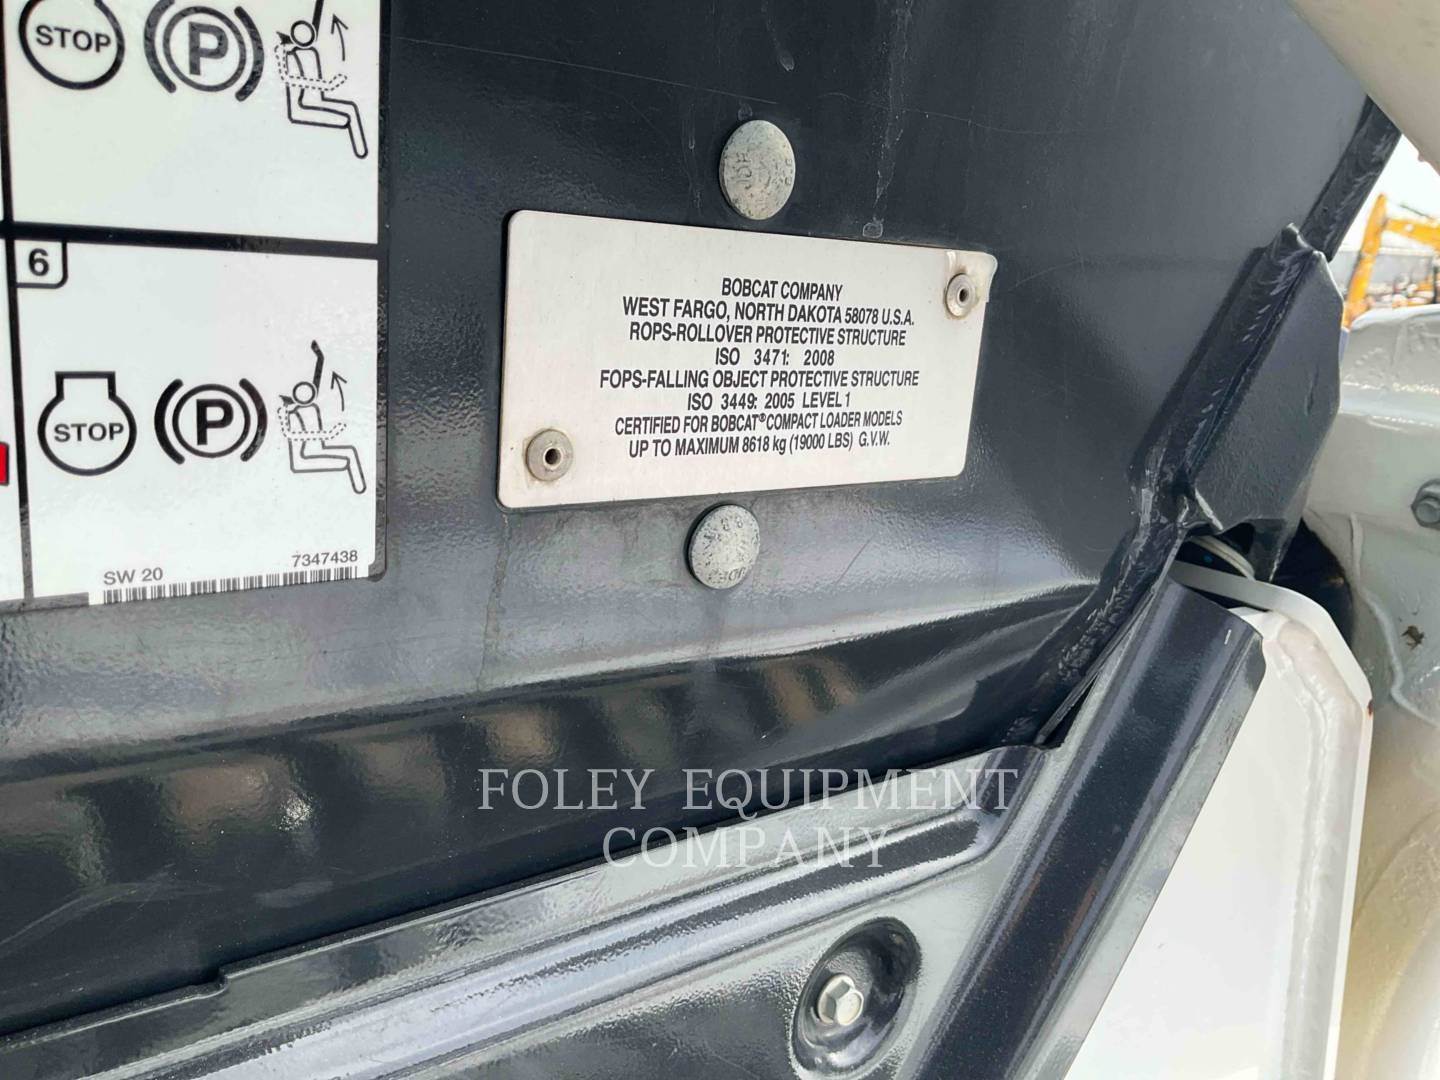 STOP
P
6
STOP
P
SW 20
7347438
BOBCAT COMPANY
WEST FARGO, NORTH DAKOTA 58078 U.S.A.
ROPS-ROLLOVER PROTECTIVE STRUCTURE
ISO 3471: 2008
FOPS-FALLING OBJECT PROTECTIVE STRUCTURE
ISO 3449: 2005 LEVEL 1
CERTIFIED FOR BOBCAT® COMPACT LOADER MODELS
UP TO MAXIMUM 8618 kg (19000 LBS) G.V.W.
FOLEY EQUIPMENT
COMPANY